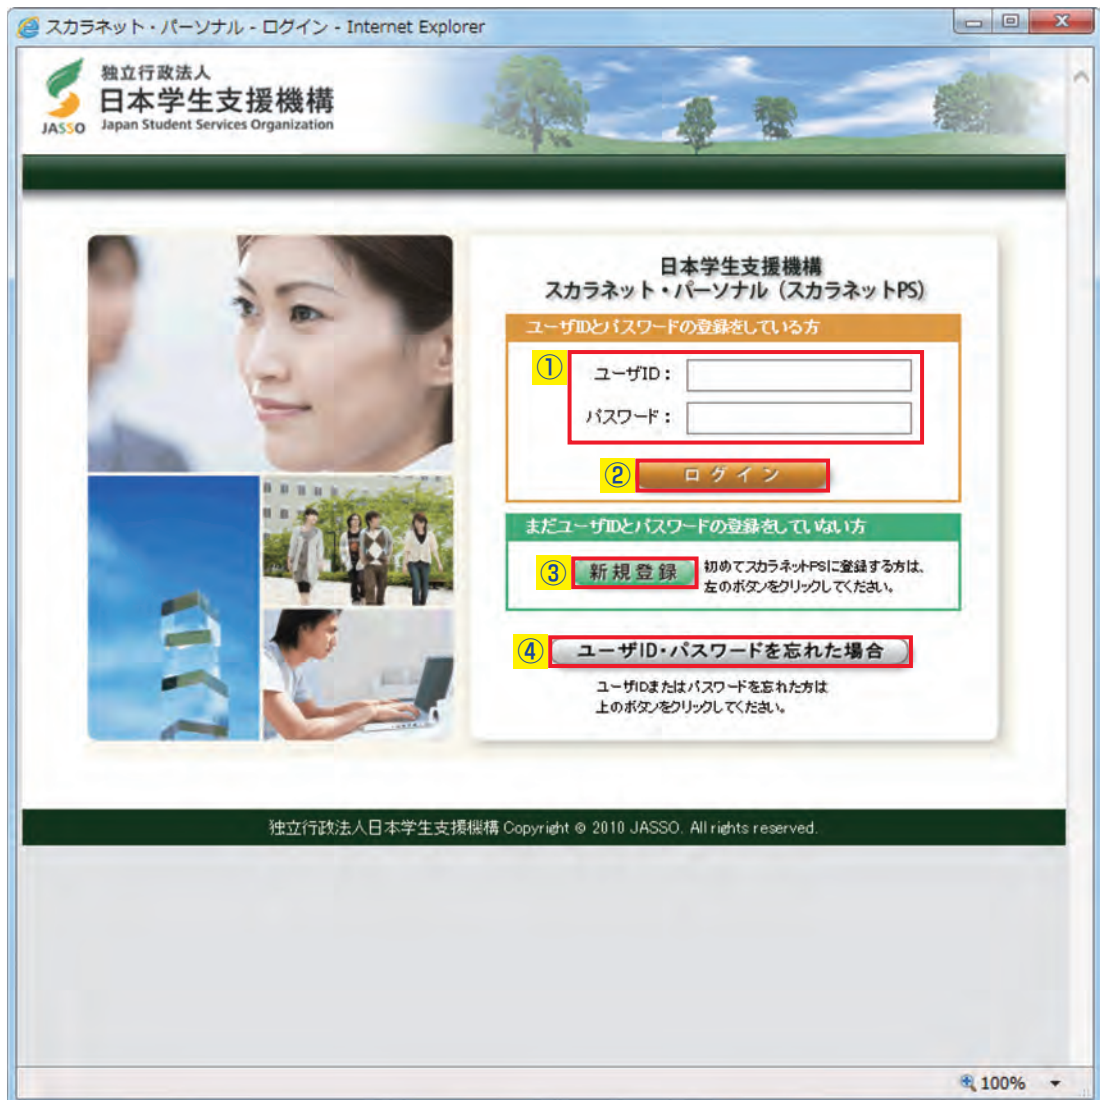 スカラネット・パーソナル - ログイン - Internet Explorer
独立行政法人
日本学生支援機構
JASSO Japan Student Services Organization
日本学生支援機構
スカラネット・パーソナル（スカラネットPS）
ユーザIDとパスワードの登録をしている方
① ユーザID：
パスワード：
② ログイン
まだユーザIDとパスワードの登録をしていない方
③ 新規登録 初めてスカラネットPSに登録する方は、
左のボタンをクリックしてください。
④ ユーザID・パスワードを忘れた場合
ユーザIDまたはパスワードを忘れた方は
上のボタンをクリックしてください。
独立行政法人日本学生支援機構 Copyright © 2010 JASSO. All rights reserved.
100%